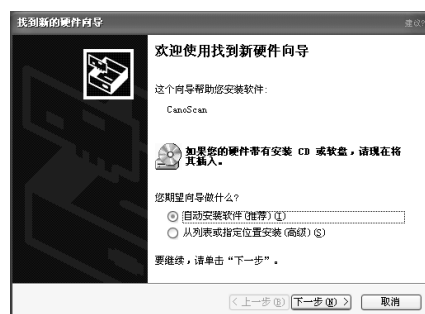 找到新的硬件向导
欢迎使用找到新硬件向导
这个向导帮助您安装软件:
CanoScan
如果您的硬件带有安装 CD 或软盘，请现在将
其插入。
您期望向导做什么?
自动安装软件(推荐)(I)
从列表或指定位置安装(高级)(S)
要继续，请单击“下一步”。
< 上一步(B)
下一步(N) >
取消